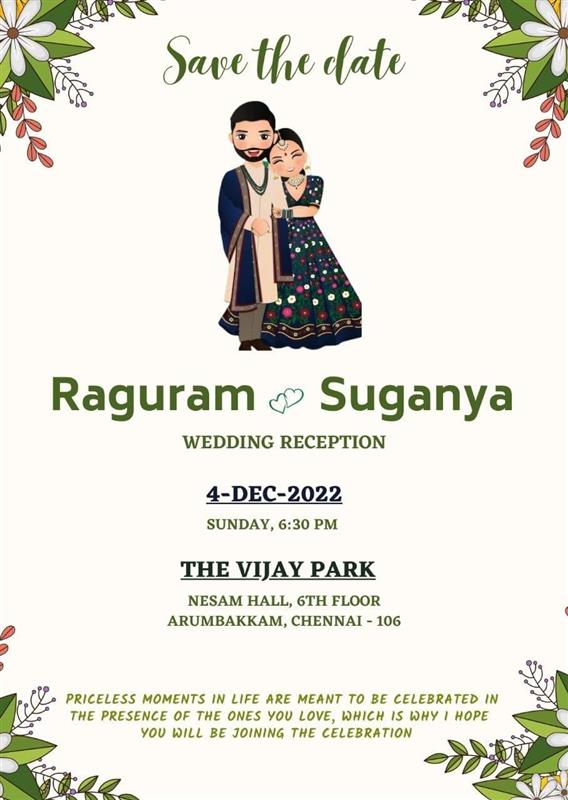 Save the date
Raguram Suganya
WEDDING RECEPTION
4-DEC-2022
SUNDAY, 6:30 PM
THE VIJAY PARK
NESAM HALL, 6TH FLOOR
ARUMBAKKAM, CHENNAI - 106
PRICELESS MOMENTS IN LIFE ARE MEANT TO BE CELEBRATED IN
THE PRESENCE OF THE ONES YOU LOVE, WHICH IS WHY I HOPE
YOU WILL BE JOINING THE CELEBRATION